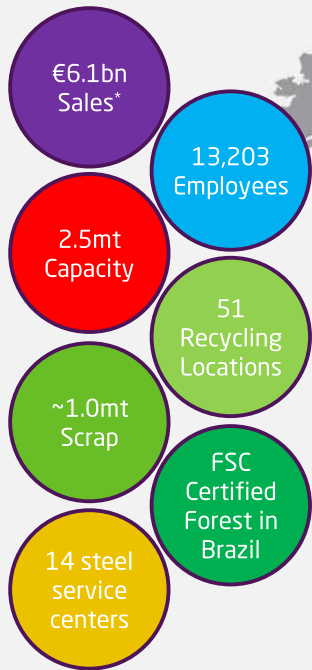 €6.1bn
Sales*
13,203
Employees
2.5mt
Capacity
51
Recycling
Locations
~1.0mt
Scrap
FSC
Certified
Forest in
Brazil
14 steel
service
centers